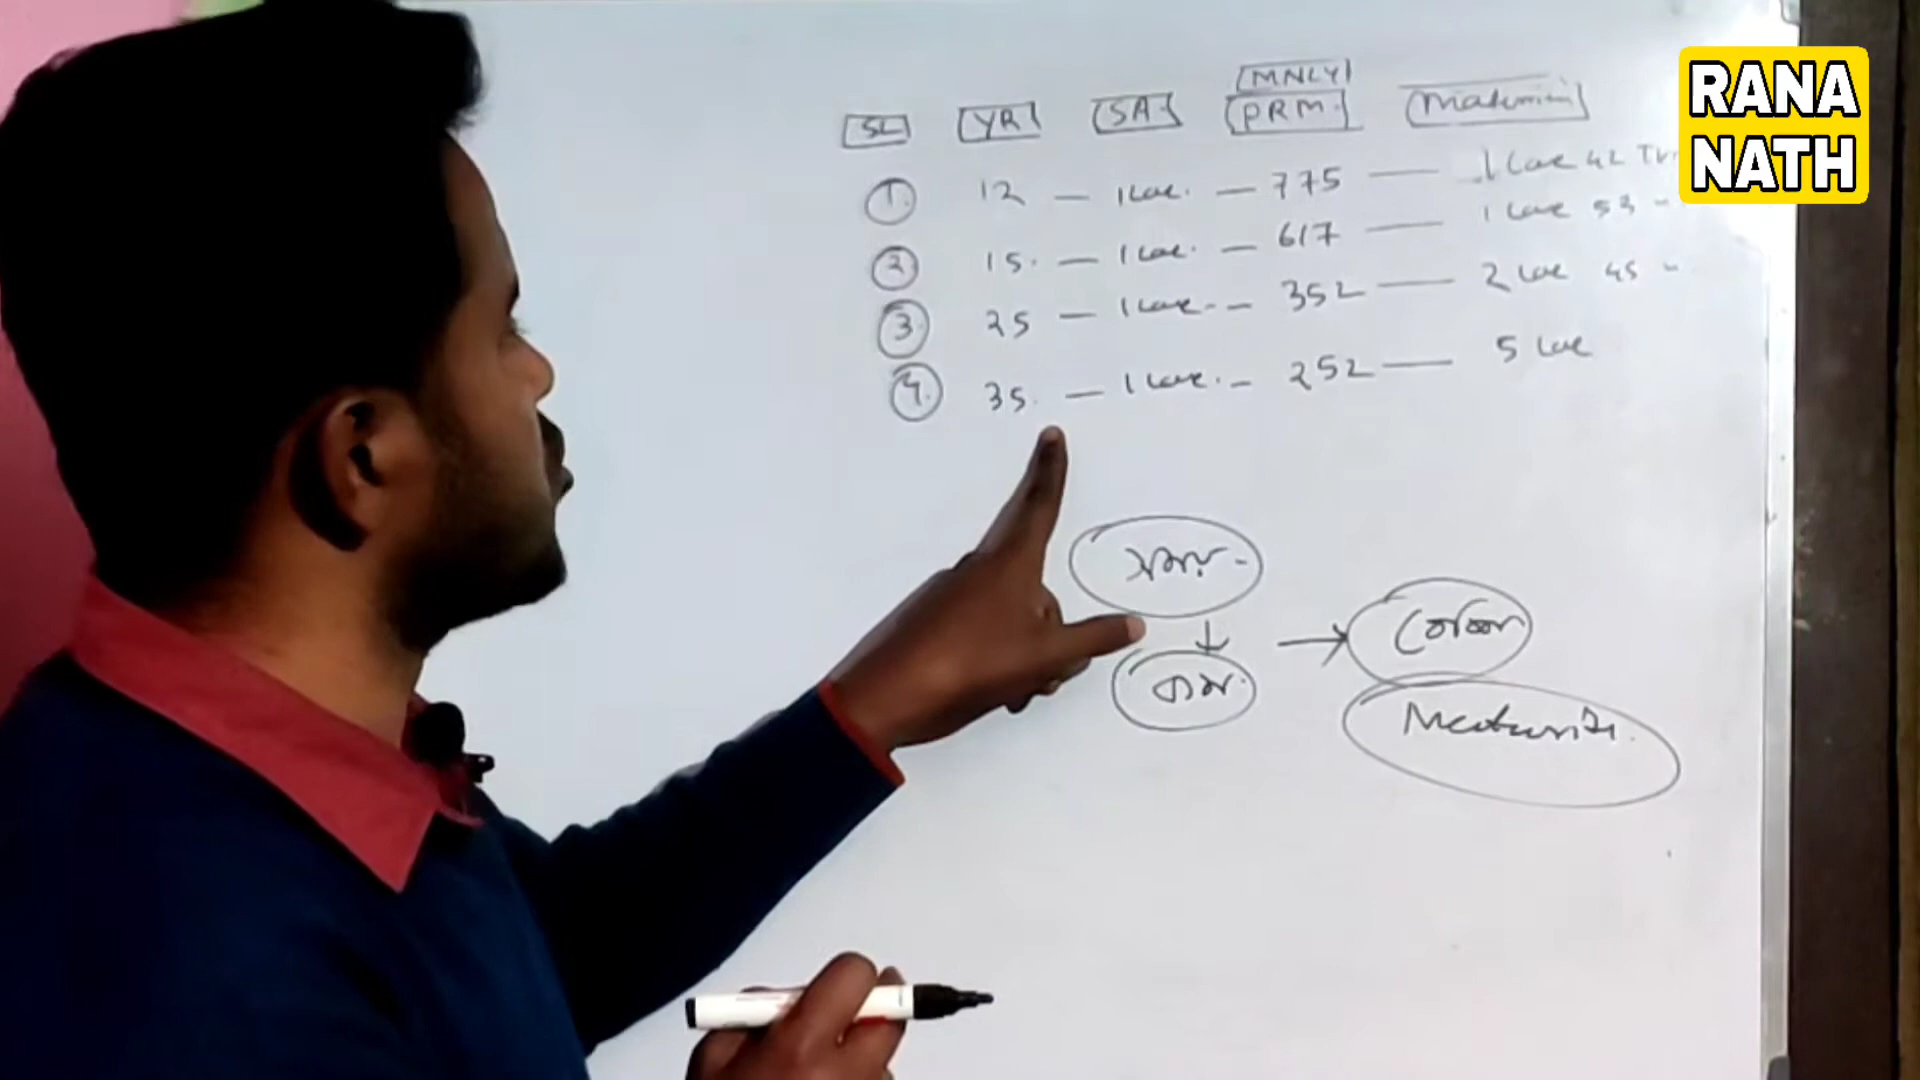 RANA
NATH
MNLY
SL YR SA PRM. Maturity
1. 12 — 1 Lac. — 775 — 1 Lac 42
2 15. — 1 Lac. — 617 — 1 Lac 53 "
3. 25 — 1 Lac. - 352 — 2 Lac 45 "
4. 35. — 1 Lac. - 252 — 5 Lac
সময় -
↓ →
কম.
Maturity.